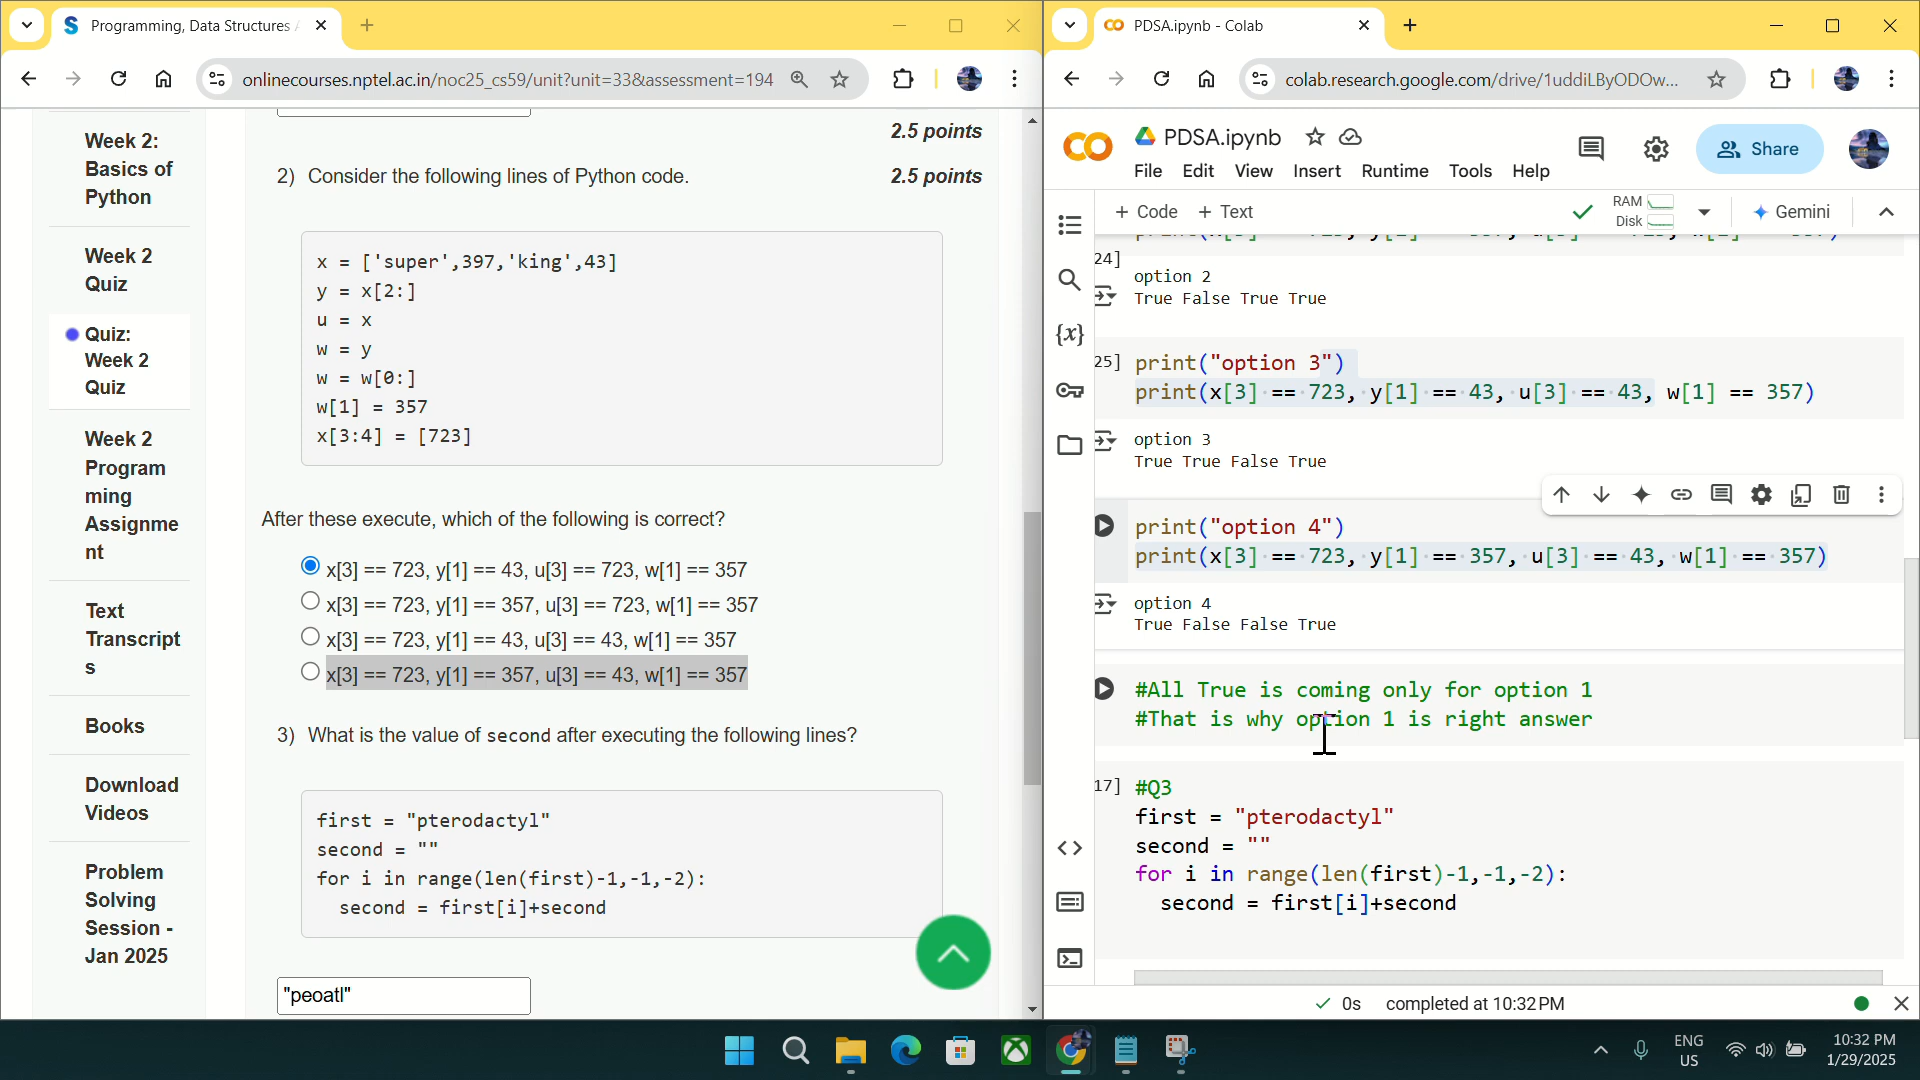 Programming, Data Structures
onlinecourses.nptel.ac.in/noc25_cs59/unit?unit=33&assessment=194
Week 2:
Basics of
Python
Week 2
Quiz
Quiz:
Week 2
Quiz
Week 2
Program
ming
Assignme
nt
Text
Transcript
s
Books
Download
Videos
Problem
Solving
Session -
Jan 2025
2.5 points
2) Consider the following lines of Python code.
2.5 points
x = ['super',397,'king',43]
y = x[2:]
u = x
w = y
w = w[0:]
w[1] = 357
x[3:4] = [723]
After these execute, which of the following is correct?
x[3] == 723, y[1] == 43, u[3] == 723, w[1] == 357
x[3] == 723, y[1] == 357, u[3] == 723, w[1] == 357
x[3] == 723, y[1] == 43, u[3] == 43, w[1] == 357
x[3] == 723, y[1] == 357, u[3] == 43, w[1] == 357
3) What is the value of second after executing the following lines?
first = "pterodactyl"
second = ""
for i in range(len(first)-1,-1,-2):
second = first[i]+second
"peoatl"
PDSA.ipynb - Colab
colab.research.google.com/drive/1uddiLByODOw...
PDSA.ipynb
File Edit View Insert Runtime Tools Help
Share
+ Code + Text
RAM
Disk
Gemini
24]
option 2
True False True True
25] print("option 3")
print(x[3] == 723, y[1] == 43, u[3] == 43, w[1] == 357)
option 3
True True False True
print("option 4")
print(x[3] == 723, y[1] == 357, u[3] == 43, w[1] == 357)
option 4
True False False True
#All True is coming only for option 1
#That is why option 1 is right answer
17] #Q3
first = "pterodactyl"
second = ""
for i in range(len(first)-1,-1,-2):
second = first[i]+second
0s completed at 10:32 PM
ENG
US
10:32 PM
1/29/2025